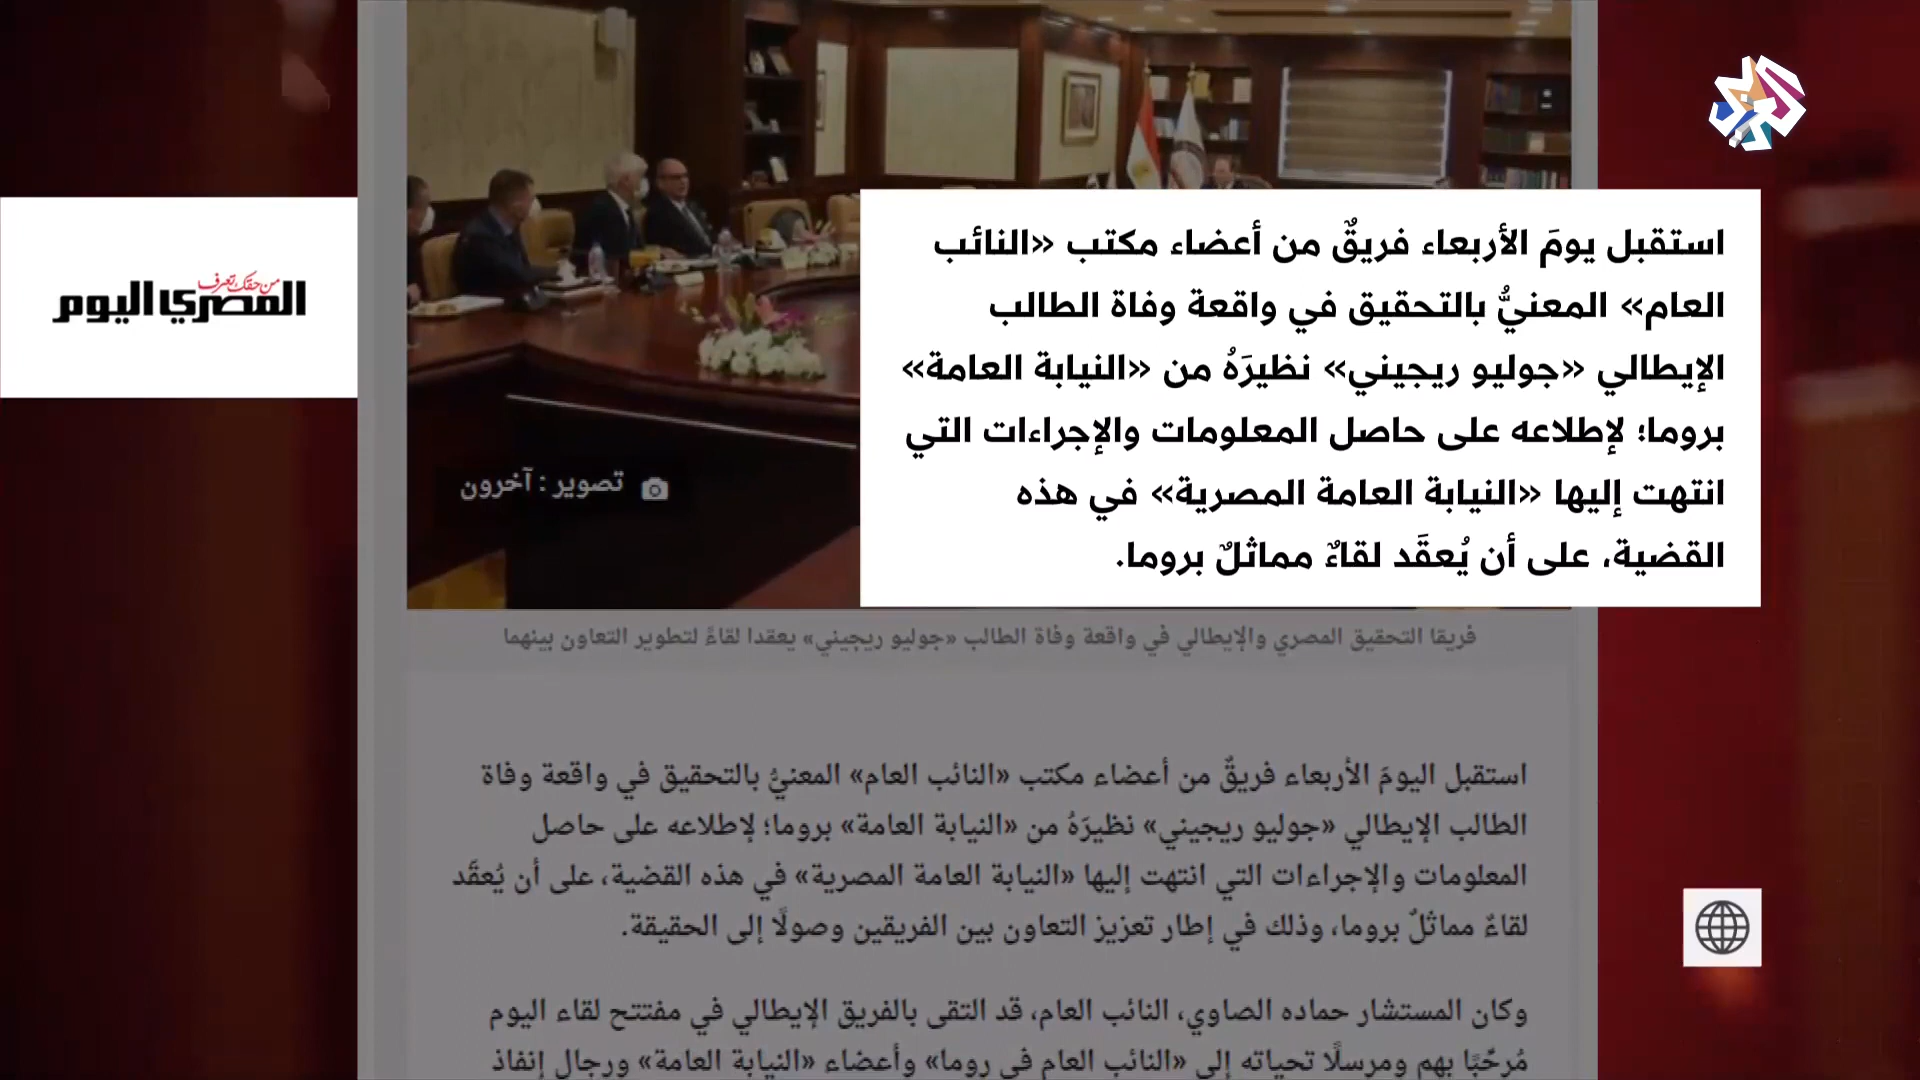 استقبل يومَ الأربعاء فريقٌ من أعضاء مكتب «النائب
العام» المعنيُّ بالتحقيق في واقعة وفاة الطالب
الإيطالي «جوليو ريجيني» نظيرَهُ من «النيابة العامة»
بروما؛ لإطلاعه على حاصل المعلومات والإجراءات التي
انتهت إليها «النيابة العامة المصرية» في هذه
القضية، على أن يُعقَد لقاءٌ مماثلٌ بروما.
من حقك تعرف
المصري اليوم
تصوير : آخرون
فريقا التحقيق المصري والإيطالي في واقعة وفاة الطالب «جوليو ريجيني» يعقدا لقاءً لتطوير التعاون بينهما
استقبل اليومَ الأربعاء فريقٌ من أعضاء مكتب «النائب العام» المعنيُّ بالتحقيق في واقعة وفاة
الطالب الإيطالي «جوليو ريجيني» نظيرَهُ من «النيابة العامة» بروما؛ لإطلاعه على حاصل
المعلومات والإجراءات التي انتهت إليها «النيابة العامة المصرية» في هذه القضية، على أن يُعقَد
لقاءٌ مماثلٌ بروما، وذلك في إطار تعزيز التعاون بين الفريقين وصولًا إلى الحقيقة.
وكان المستشار حماده الصاوي، النائب العام، قد التقى بالفريق الإيطالي في مفتتح لقاء اليوم
مُرحِّبًا بهم ومرسلًا تحياته إلى «النائب العام في روما» وأعضاء «النيابة العامة» ورجال إنفاذ